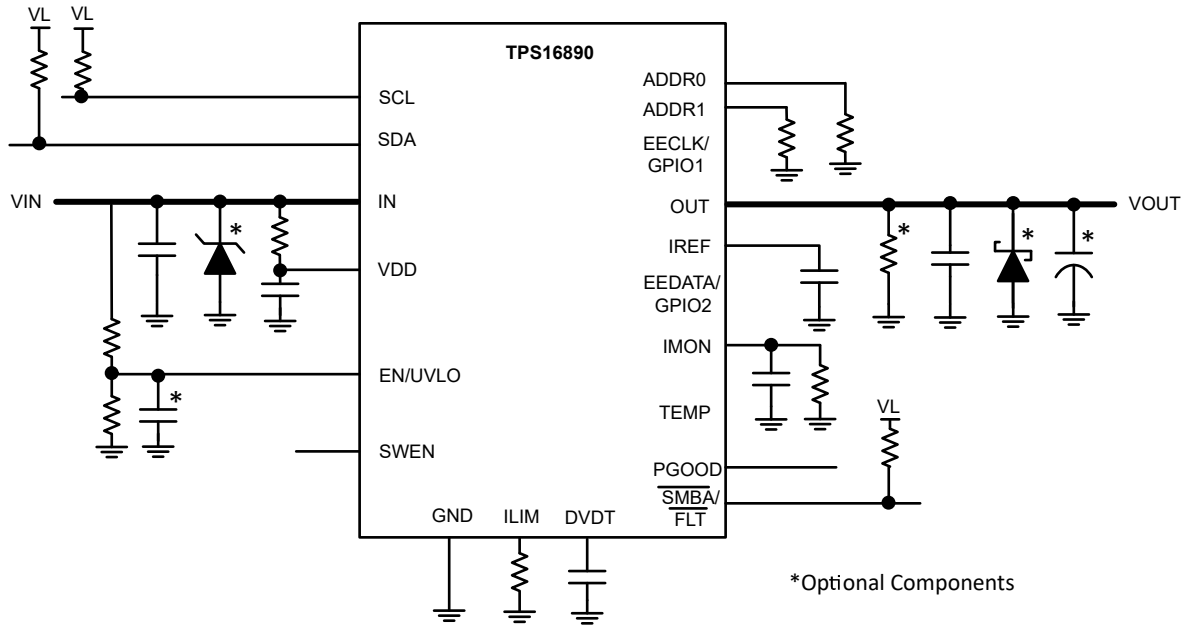 VL
VL
TPS16890
SCL
SDA
IN
VDD
EN/UVLO
SWEN
GND
ILIM
DVDT
ADDR0
ADDR1
EECLK/
GPIO1
OUT
IREF
EEDATA/
GPIO2
IMON
TEMP
PGOOD
SMBA/
FLT
VIN
*
*
VOUT
*
*
*
VL
*Optional Components